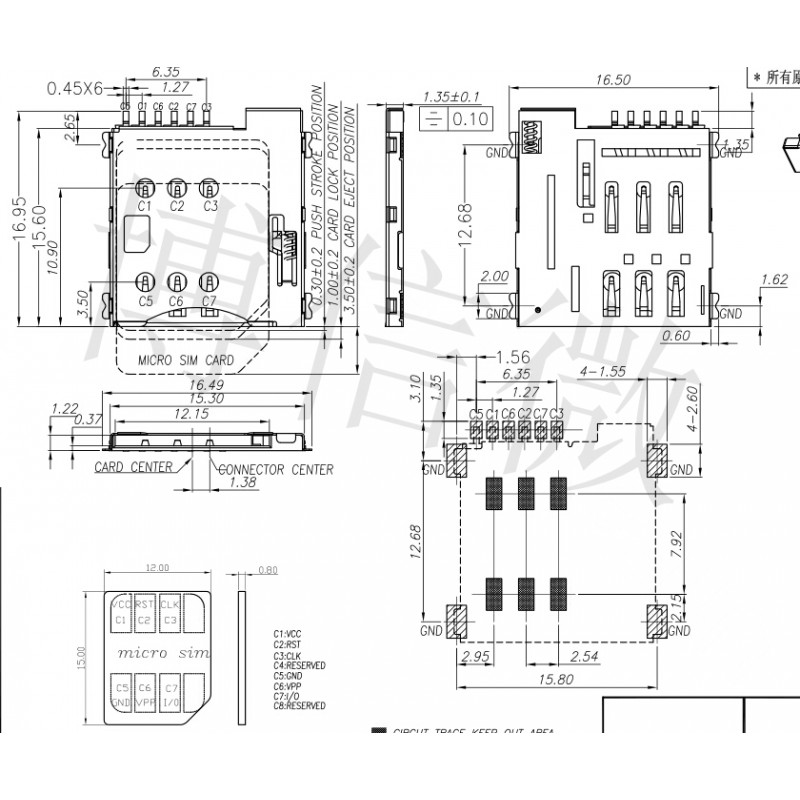 6.35
0.45X6
1.27
C5 C1 C6 C2 C7 C3
2.65
16.95
15.60
10.90
3.50
C1 C2 C3
C5 C6 C7
MICRO SIM CARD
0.30±0.2 PUSH STROKE POSITION
1.00±0.2 CARD LOCK POSITION
3.50±0.2 CARD EJECT POSITION
1.35±0.1
0.10
16.50
* 所有
GND
1.35
GND
12.68
2.00
1.62
GND
GND
0.60
博信微
16.49
15.30
12.15
1.22
0.37
CARD CENTER
CONNECTOR CENTER
1.38
1.56
6.35
1.27
4-1.55
3.10
1.35
4-2.60
C5 C1 C6 C2 C7 C3
GND
GND
12.68
7.92
2.15
GND
GND
2.95
2.54
15.80
12.00
0.80
15.00
VCC RST CLK
C1 C2 C3
micro sim
C5 C6 C7
GND VPP I/O
C1:VCC
C2:RST
C3:CLK
C4:RESERVED
C5:GND
C6:VPP
C7:I/O
C8:RESERVED
CIRCUT TRACE KEEP OUT AREA